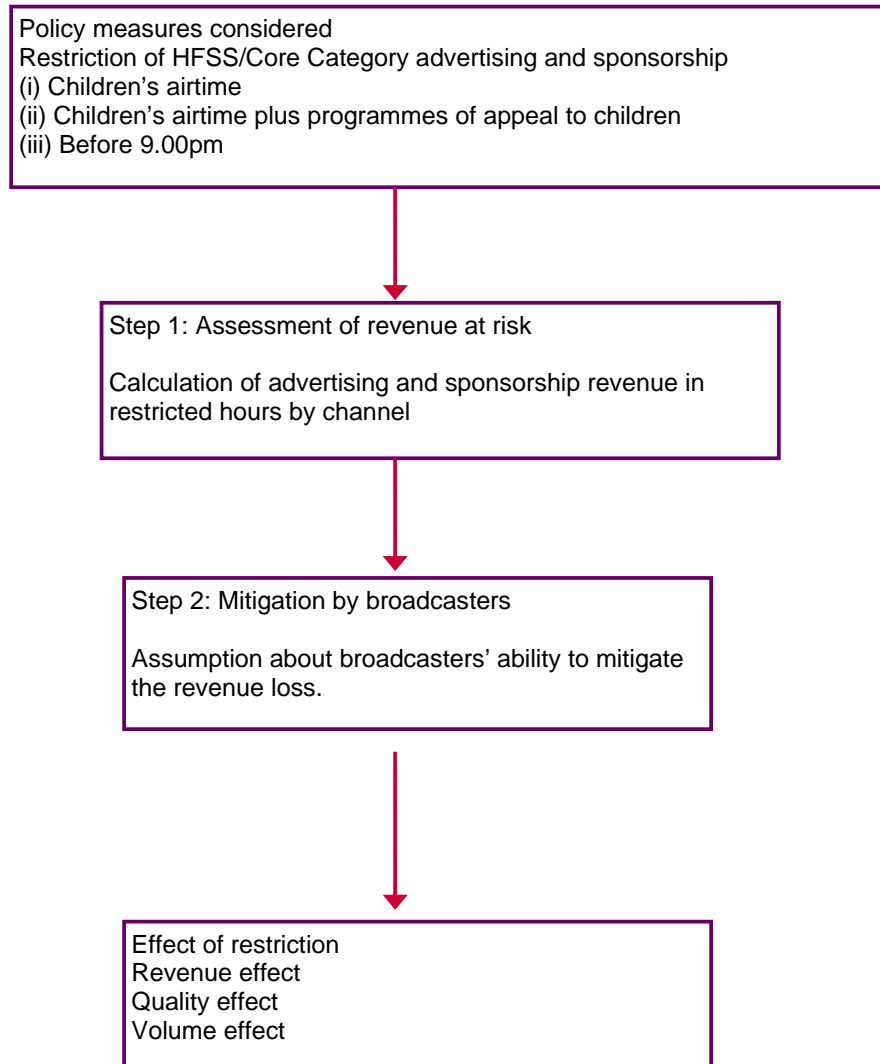 Policy measures considered
Restriction of HFSS/Core Category advertising and sponsorship
(i) Children’s airtime
(ii) Children’s airtime plus programmes of appeal to children
(iii) Before 9.00pm
Step 1: Assessment of revenue at risk
Calculation of advertising and sponsorship revenue in
restricted hours by channel
Step 2: Mitigation by broadcasters
Assumption about broadcasters’ ability to mitigate
the revenue loss.
Effect of restriction
Revenue effect
Quality effect
Volume effect